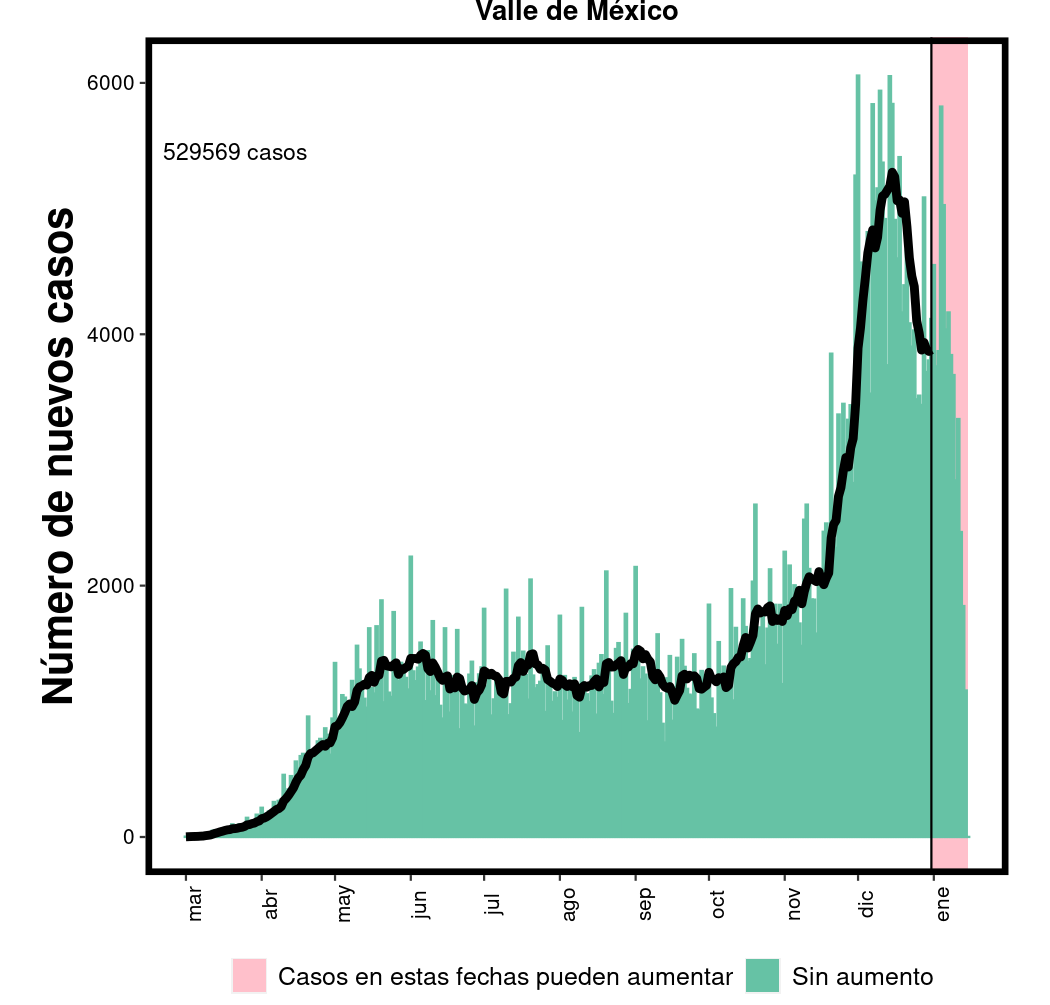 Valle de México
Número de nuevos casos
6000
4000
2000
0
529569 casos
mar
abr
may
jun
jul
ago
sep
oct
nov
dic
ene
Casos en estas fechas pueden aumentar
Sin aumento